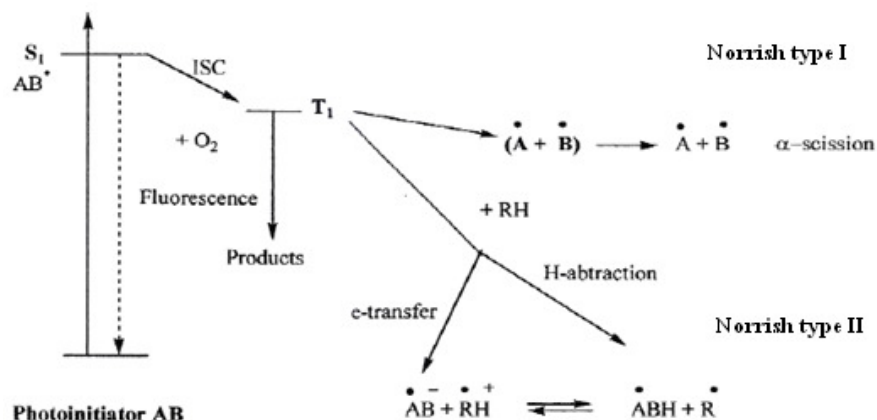 S1
AB*
ISC
T1
Norrish type I
+ O2
(A• + B•) → A• + B• α–scission
Fluorescence
+ RH
Products
H-abtraction
e-transfer
Norrish type II
AB•− + RH•+ ⇌ ABH• + R•
Photoinitiator AB